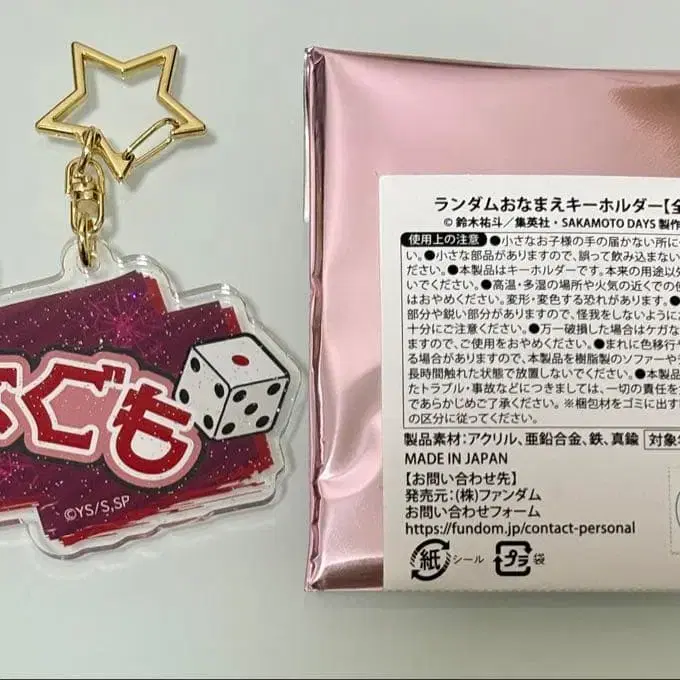 ぐも
©YS/S,SP
ランダムおなまえキーホルダー【全
© 鈴木祐斗／集英社・SAKAMOTO DAYS 製作
使用上の注意 ●小さなお子様の手の届かない所に
い。●小さな部品がありますので、誤って飲み込まない
ださい。●本製品はキーホルダーです。本来の用途以外
いでください。●高温・多湿の場所や火気の近くでの使
はおやめください。変形・変色する恐れがあります。●
部分や鋭い部分がありますので、怪我をしないように
十分にご注意ください。●万一破損した場合はケガな
ますので、ご使用をおやめください。●まれに色移行や
る場合がありますので、本製品を樹脂製のソファーや
長時間触れた状態で放置しないでください。●本製品
たトラブル・事故などにつきましては、一切の責任を
であらかじめご了承ください。※梱包材をゴミに出す
の区分に従ってください。
製品素材:アクリル、亜鉛合金、鉄、真鍮 対象
MADE IN JAPAN
【お問い合わせ先】
発売元:(株)ファンダム
お問い合わせフォーム
https://fundom.jp/contact-personal
紙 シール プラ 袋